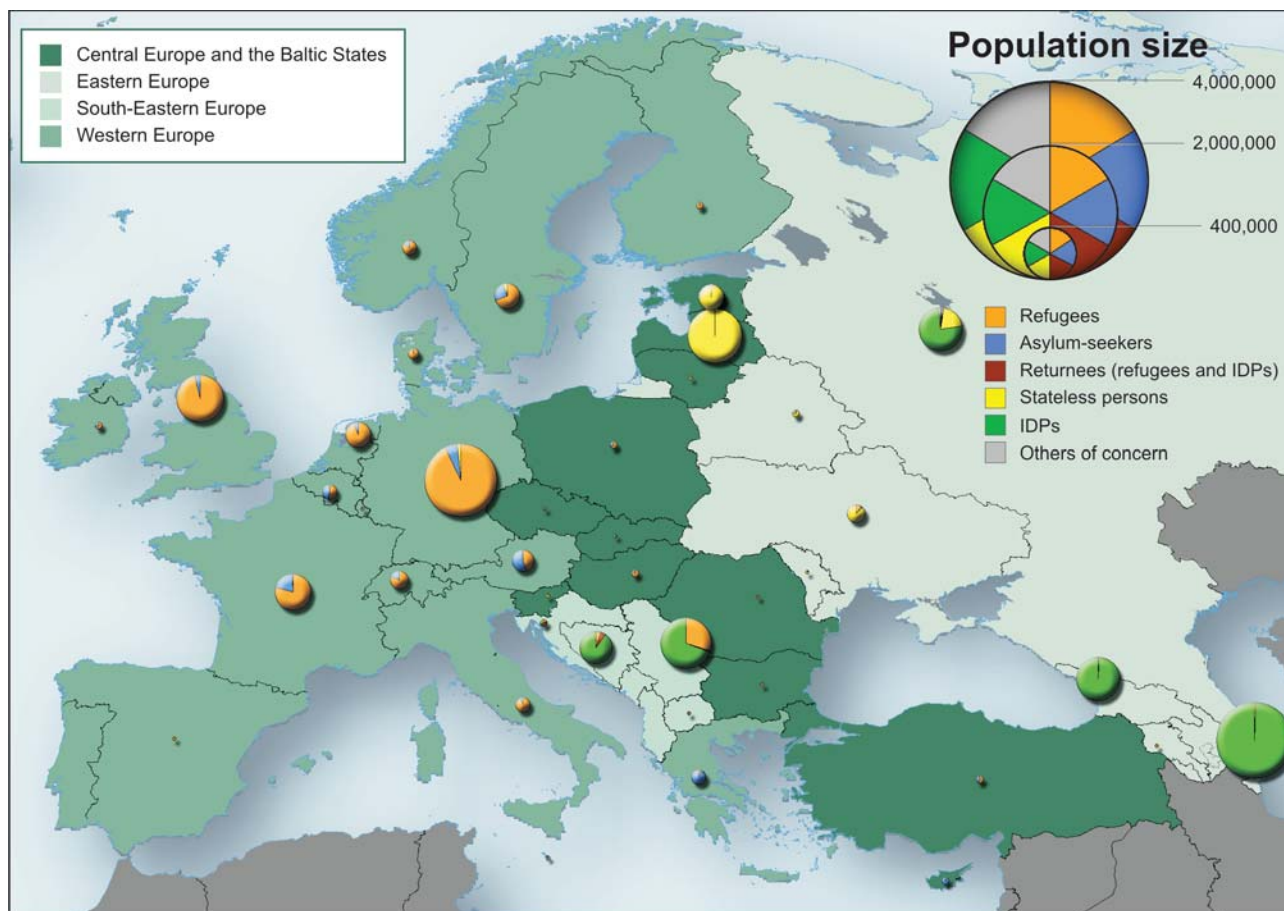 Central Europe and the Baltic States
Eastern Europe
South-Eastern Europe
Western Europe
Population size
4,000,000
2,000,000
400,000
Refugees
Asylum-seekers
Returnees (refugees and IDPs)
Stateless persons
IDPs
Others of concern